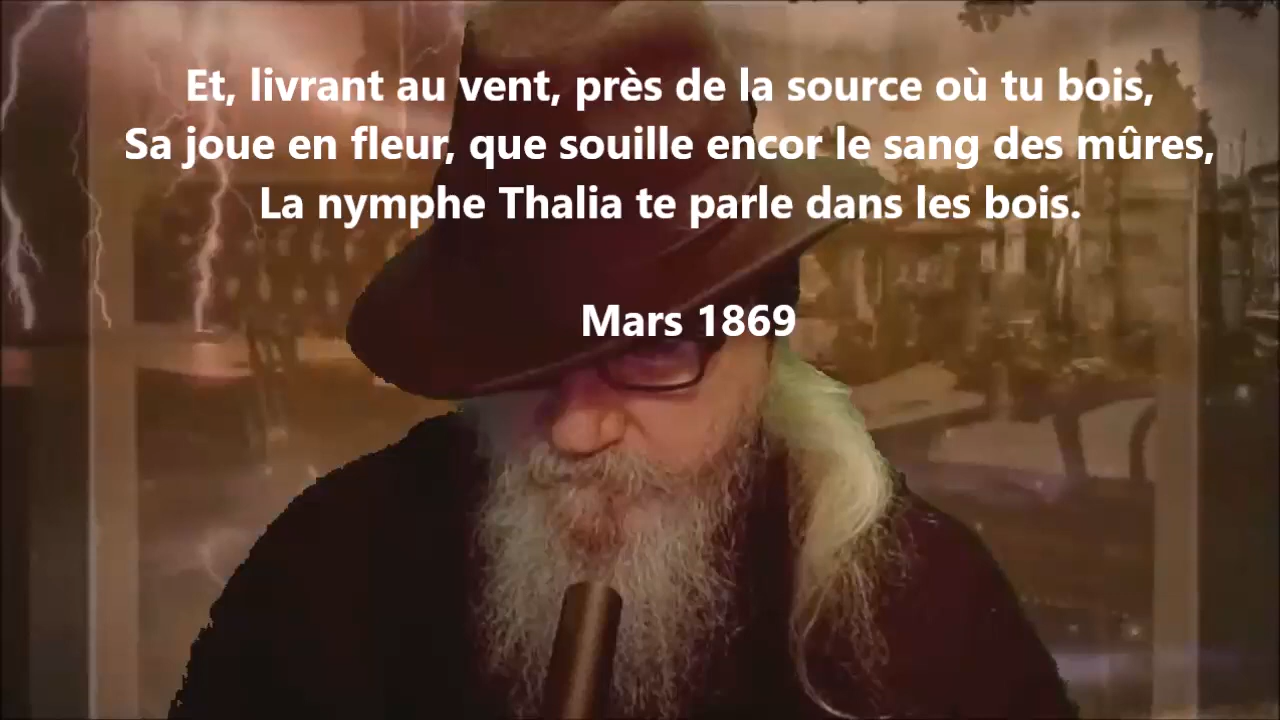 Et, livrant au vent, près de la source où tu bois,
Sa joue en fleur, que souille encor le sang des mûres,
La nymphe Thalia te parle dans les bois.
Mars 1869